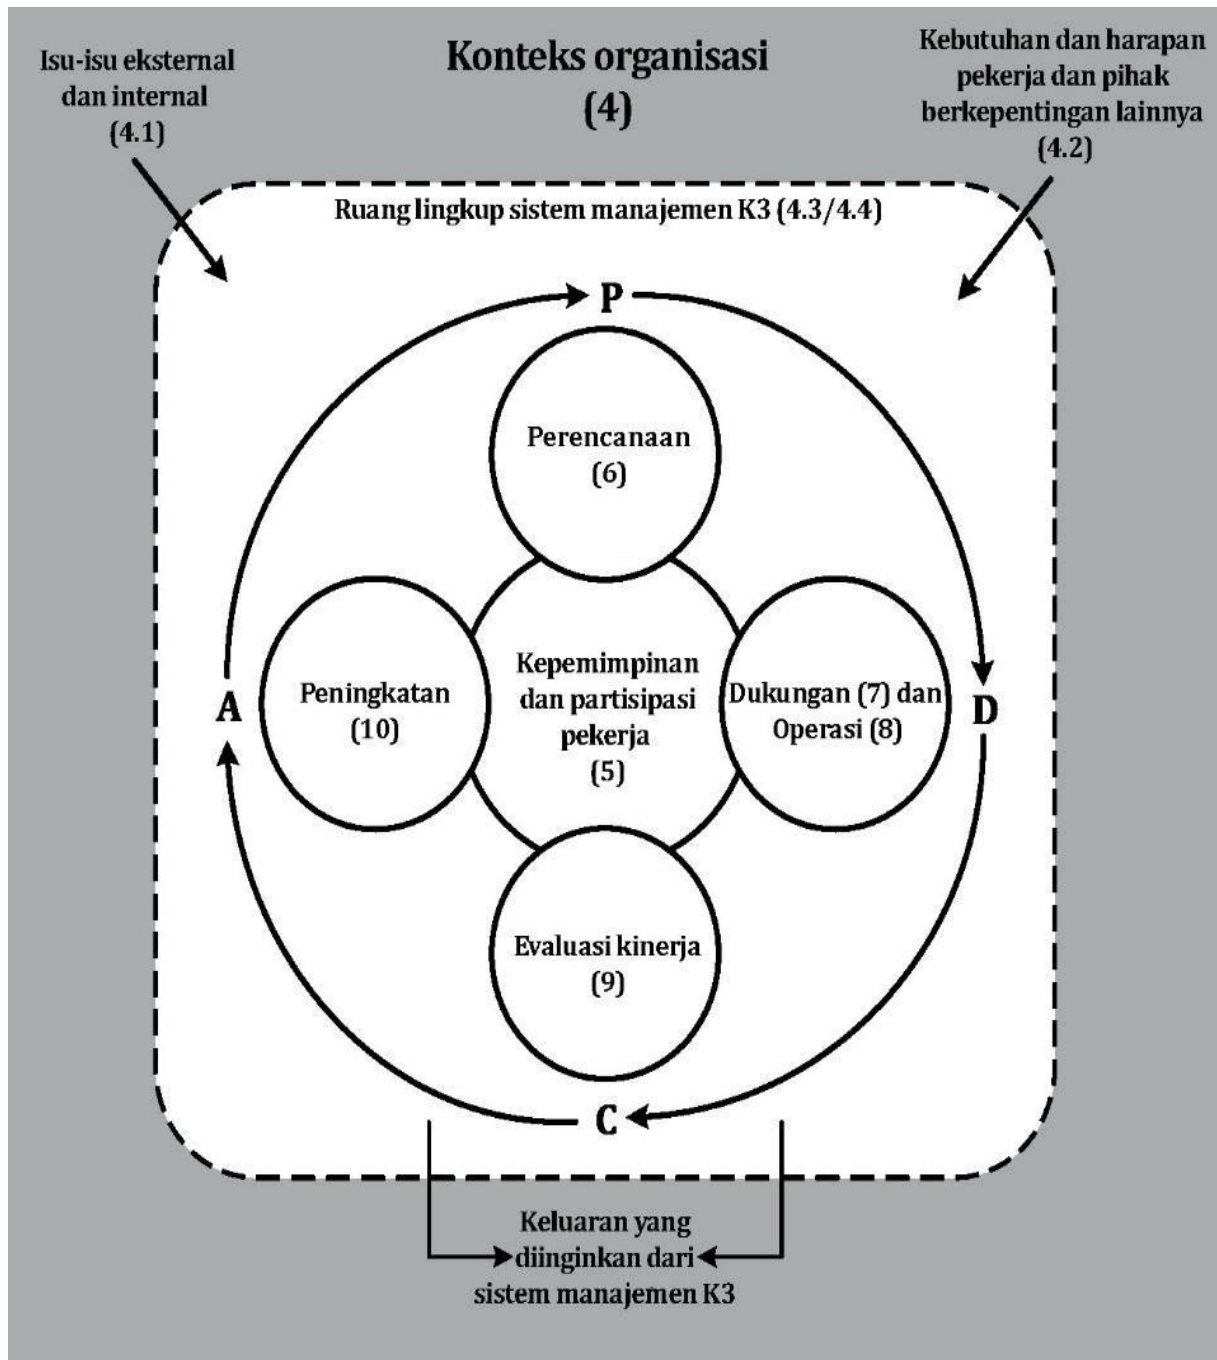 Konteks organisasi
(4)
Isu-isu eksternal
dan internal
(4.1)
Kebutuhan dan harapan
pekerja dan pihak
berkepentingan lainnya
(4.2)
Ruang lingkup sistem manajemen K3 (4.3/4.4)
P
Perencanaan
(6)
A
Peningkatan
(10)
Kepemimpinan
dan partisipasi
pekerja
(5)
Dukungan (7) dan
Operasi (8)
D
Evaluasi kinerja
(9)
C
Keluaran yang
diinginkan dari
sistem manajemen K3